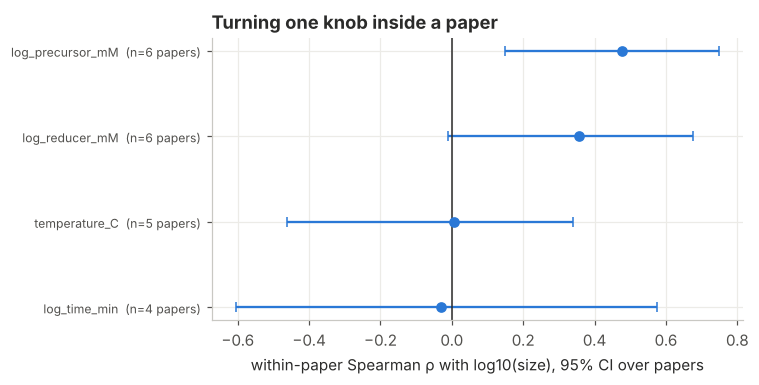 Turning one knob inside a paper
log_precursor_mM (n=6 papers)
log_reducer_mM (n=6 papers)
temperature_C (n=5 papers)
log_time_min (n=4 papers)
−0.6 −0.4 −0.2 0.0 0.2 0.4 0.6 0.8
within-paper Spearman ρ with log10(size), 95% CI over papers